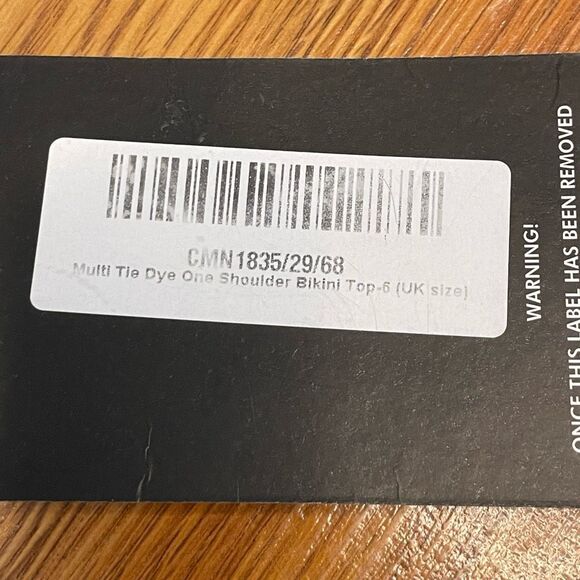 CMN1835/29/68
Multi Tie Dye One Shoulder Bikini Top-6 (UK size)
WARNING!
ONCE THIS LABEL HAS BEEN REMOVED